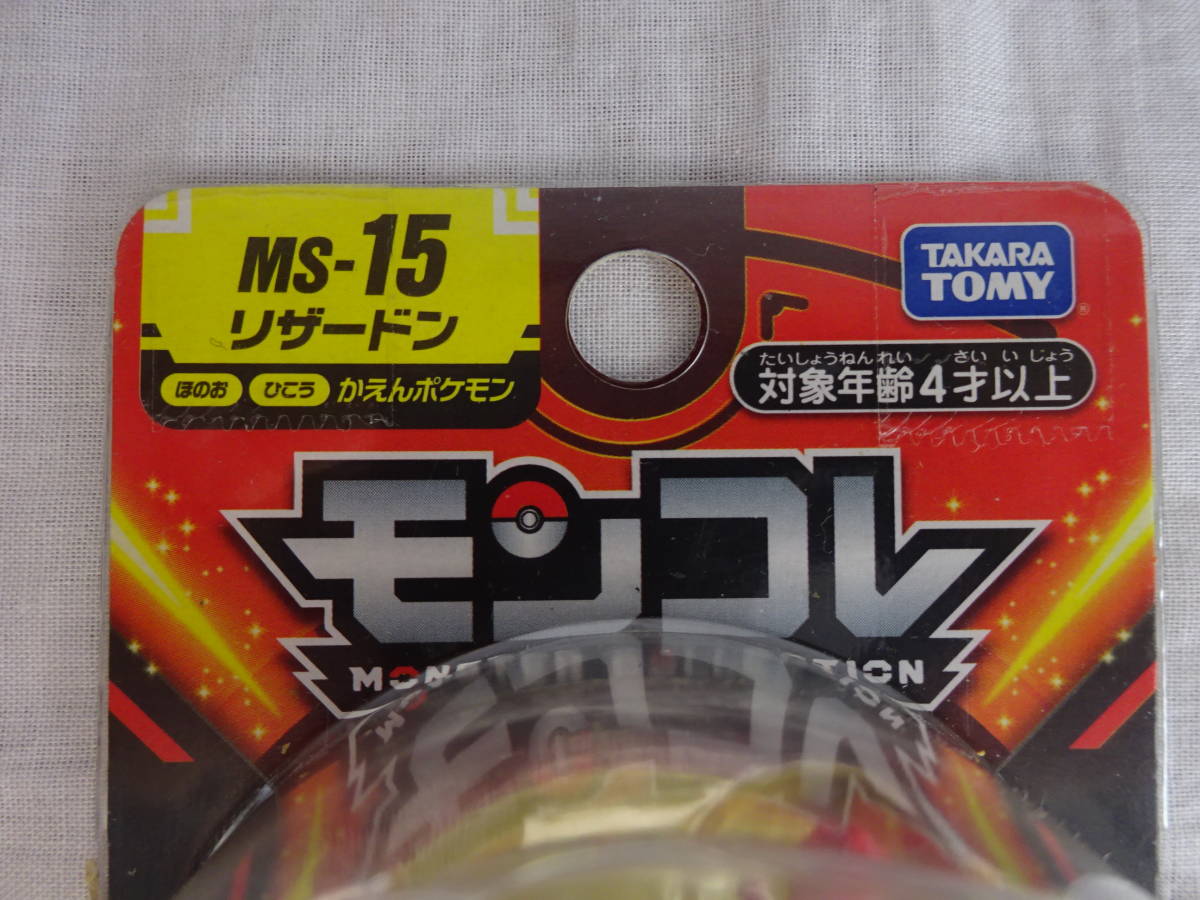 MS-15
リザードン
ほのお ひこう かえんポケモン
TAKARA
TOMY
®
たいしょうねんれい さい いじょう
対象年齢4才以上
モンコレ